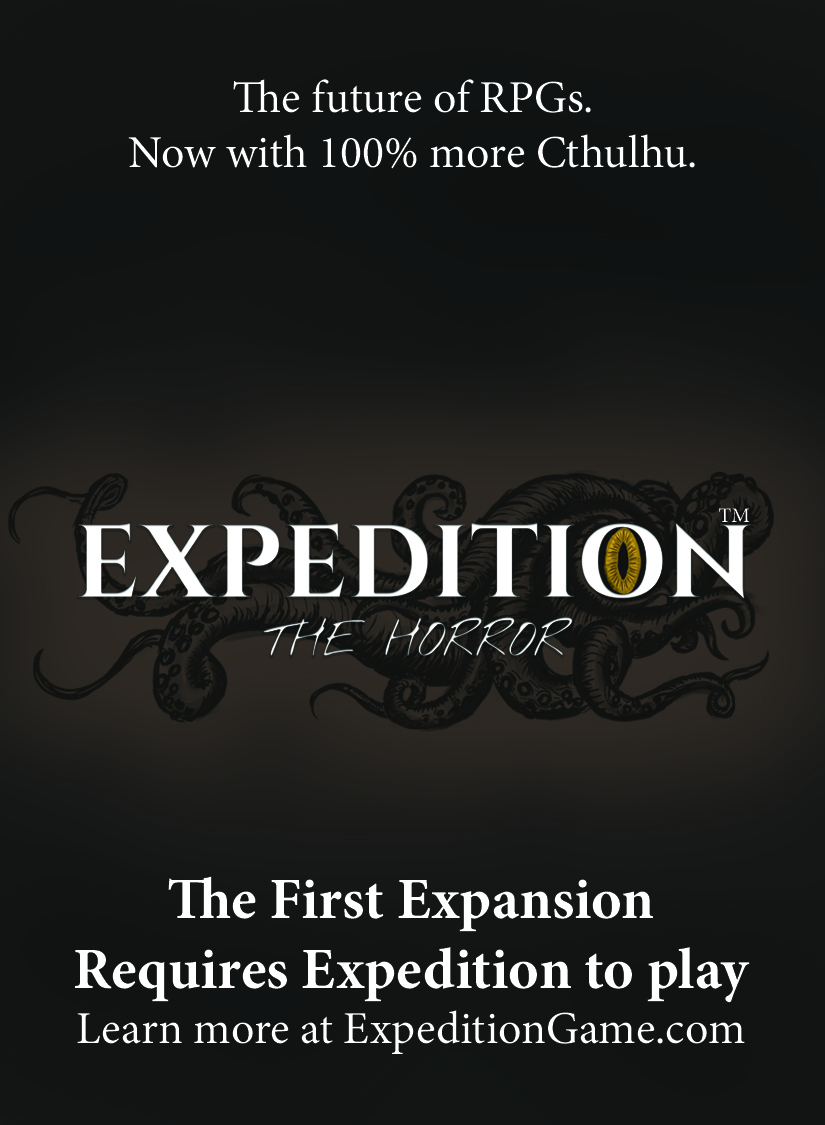 The future of RPGs.
Now with 100% more Cthulhu.
EXPEDITION™
THE HORROR
The First Expansion
Requires Expedition to play
Learn more at ExpeditionGame.com